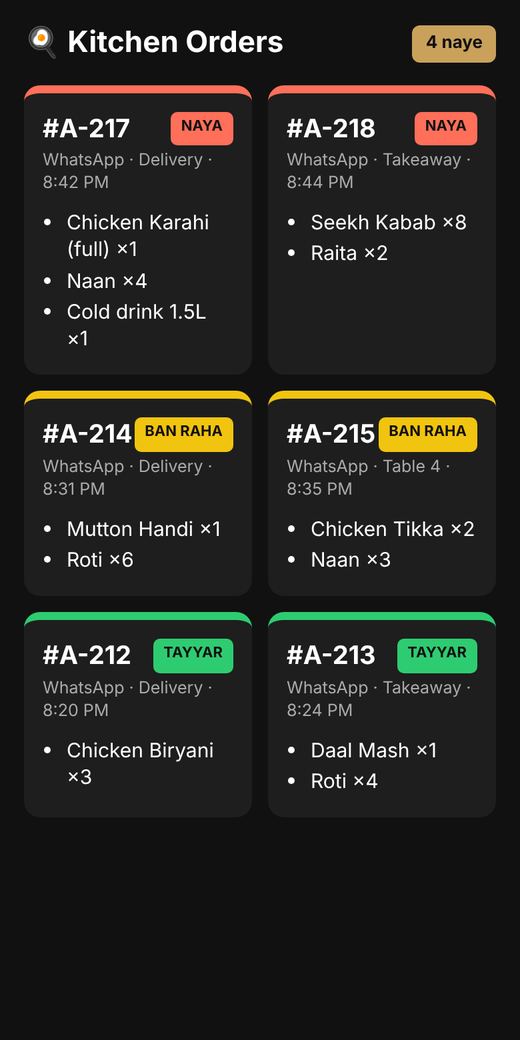 🍳 Kitchen Orders
4 naye
#A-217
NAYA
WhatsApp · Delivery ·
8:42 PM
• Chicken Karahi
(full) ×1
• Naan ×4
• Cold drink 1.5L
×1
#A-218
NAYA
WhatsApp · Takeaway ·
8:44 PM
• Seekh Kabab ×8
• Raita ×2
#A-214
BAN RAHA
WhatsApp · Delivery ·
8:31 PM
• Mutton Handi ×1
• Roti ×6
#A-215
BAN RAHA
WhatsApp · Table 4 ·
8:35 PM
• Chicken Tikka ×2
• Naan ×3
#A-212
TAYYAR
WhatsApp · Delivery ·
8:20 PM
• Chicken Biryani
×3
#A-213
TAYYAR
WhatsApp · Takeaway ·
8:24 PM
• Daal Mash ×1
• Roti ×4